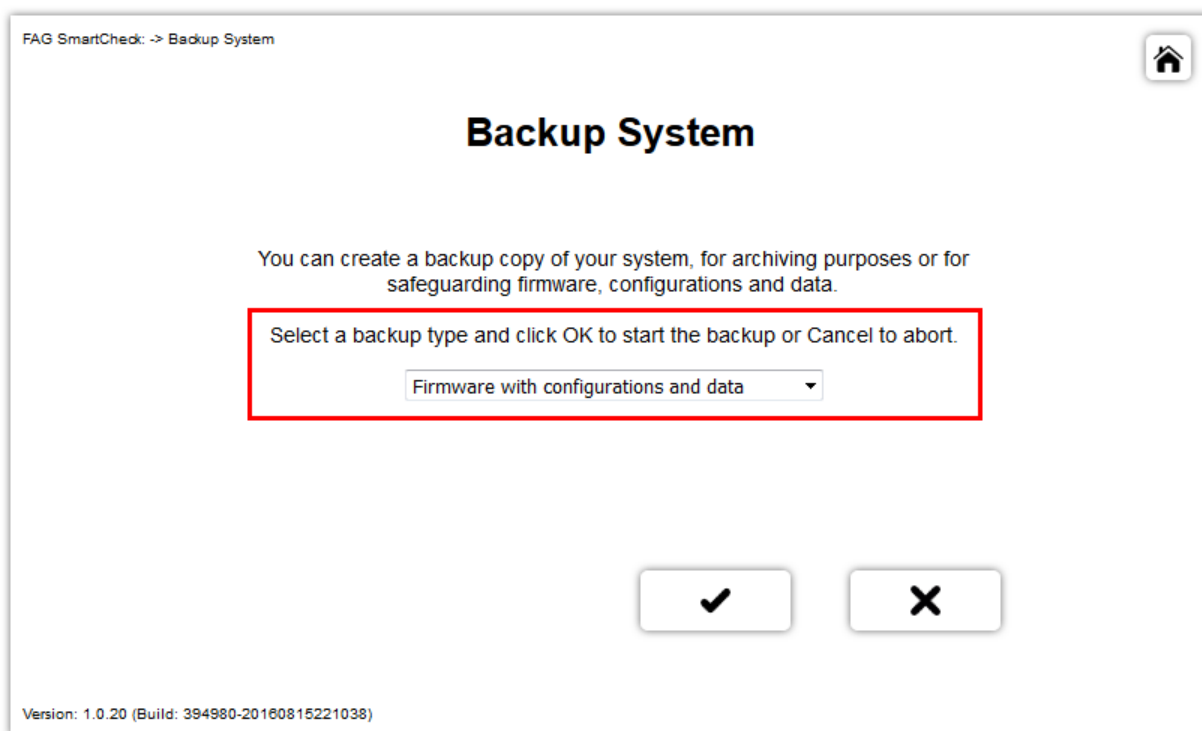 FAG SmartCheck: -> Backup System
Backup System
You can create a backup copy of your system, for archiving purposes or for
safeguarding firmware, configurations and data.
Select a backup type and click OK to start the backup or Cancel to abort.
Firmware with configurations and data
Version: 1.0.20 (Build: 394980-20160815221038)